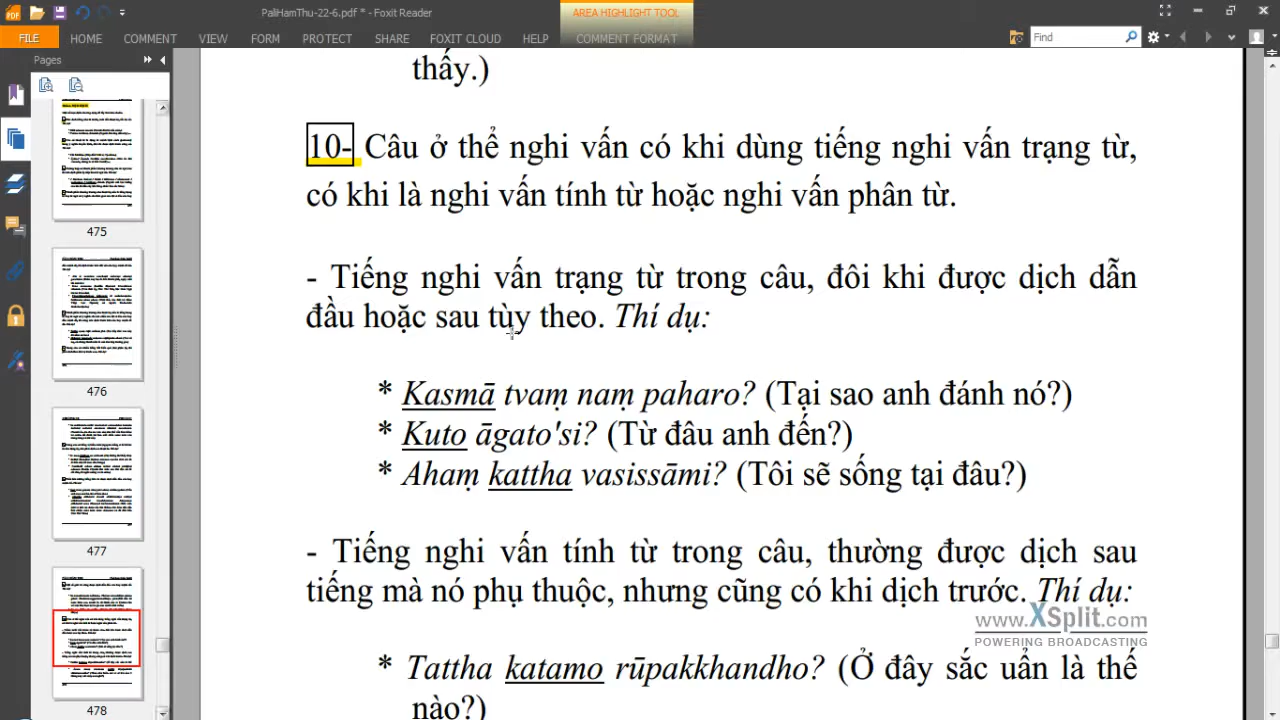 PaliHamThu-22-6.pdf * - Foxit Reader
AREA HIGHLIGHT TOOL
FILE HOME COMMENT VIEW FORM PROTECT SHARE FOXIT CLOUD HELP COMMENT FORMAT Find
Pages
475
476
477
478
thấy.)
10- Câu ở thể nghi vấn có khi dùng tiếng nghi vấn trạng từ,
có khi là nghi vấn tính từ hoặc nghi vấn phân từ.
- Tiếng nghi vấn trạng từ trong câu, đôi khi được dịch dẫn
đầu hoặc sau tùy theo. Thí dụ:
* Kasmā tvaṃ naṃ paharo? (Tại sao anh đánh nó?)
* Kuto āgato'si? (Từ đâu anh đến?)
* Ahaṃ kattha vasissāmi? (Tôi sẽ sống tại đâu?)
- Tiếng nghi vấn tính từ trong câu, thường được dịch sau
tiếng mà nó phụ thuộc, nhưng cũng có khi dịch trước. Thí dụ:
www.XSplit.com
POWERING BROADCASTING
* Tattha katamo rūpakkhandho? (Ở đây sắc uẩn là thế
nào?)